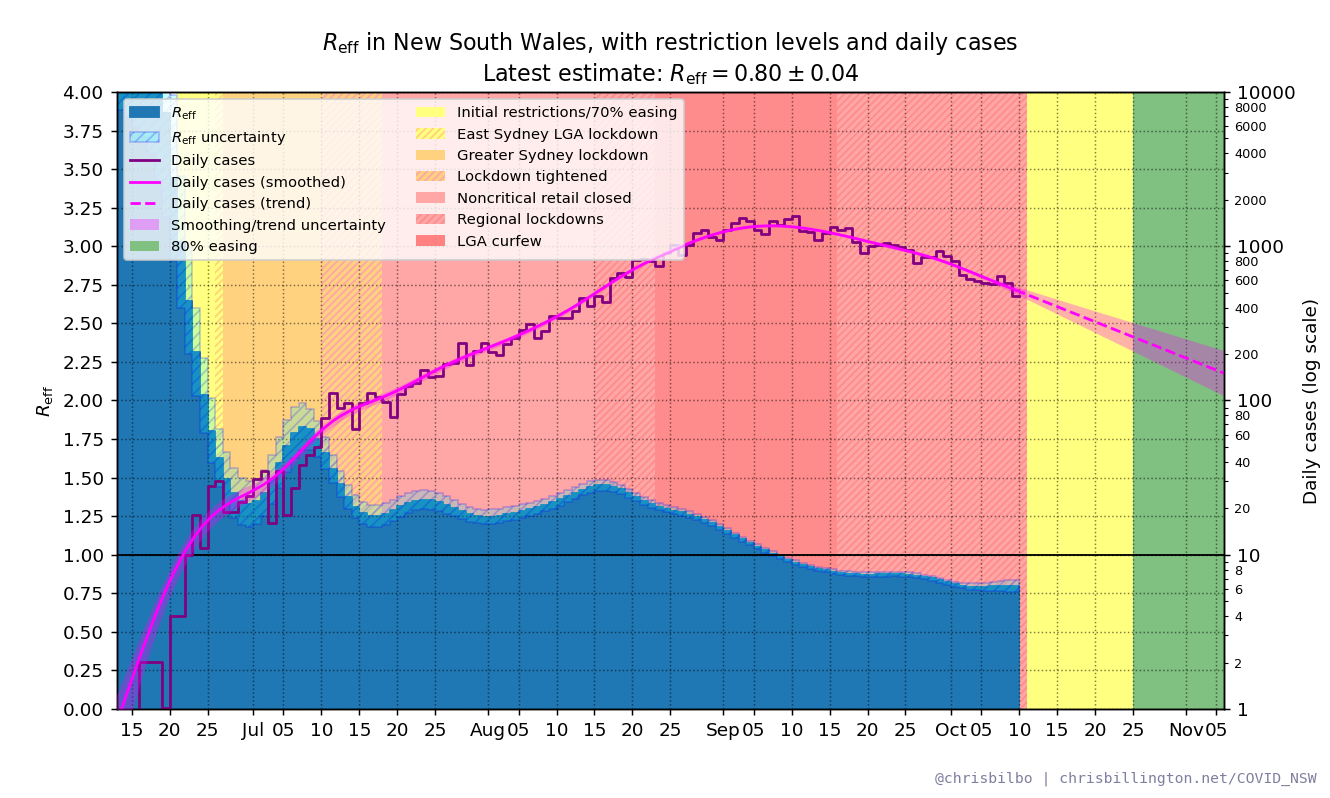 Reff in New South Wales, with restriction levels and daily cases
Latest estimate: Reff = 0.80 ± 0.04
Reff
Reff uncertainty
Daily cases
Daily cases (smoothed)
Daily cases (trend)
Smoothing/trend uncertainty
80% easing
Initial restrictions/70% easing
East Sydney LGA lockdown
Greater Sydney lockdown
Lockdown tightened
Noncritical retail closed
Regional lockdowns
LGA curfew
Reff
4.00
3.75
3.50
3.25
3.00
2.75
2.50
2.25
2.00
1.75
1.50
1.25
1.00
0.75
0.50
0.25
0.00
10000
8000
6000
4000
2000
1000
800
600
400
200
100
80
60
40
20
10
8
6
4
2
1
Daily cases (log scale)
15 20 25 Jul 05 10 15 20 25 Aug 05 10 15 20 25 Sep 05 10 15 20 25 Oct 05 10 15 20 25 Nov 05
@chrisbilbo | chrisbillington.net/COVID_NSW